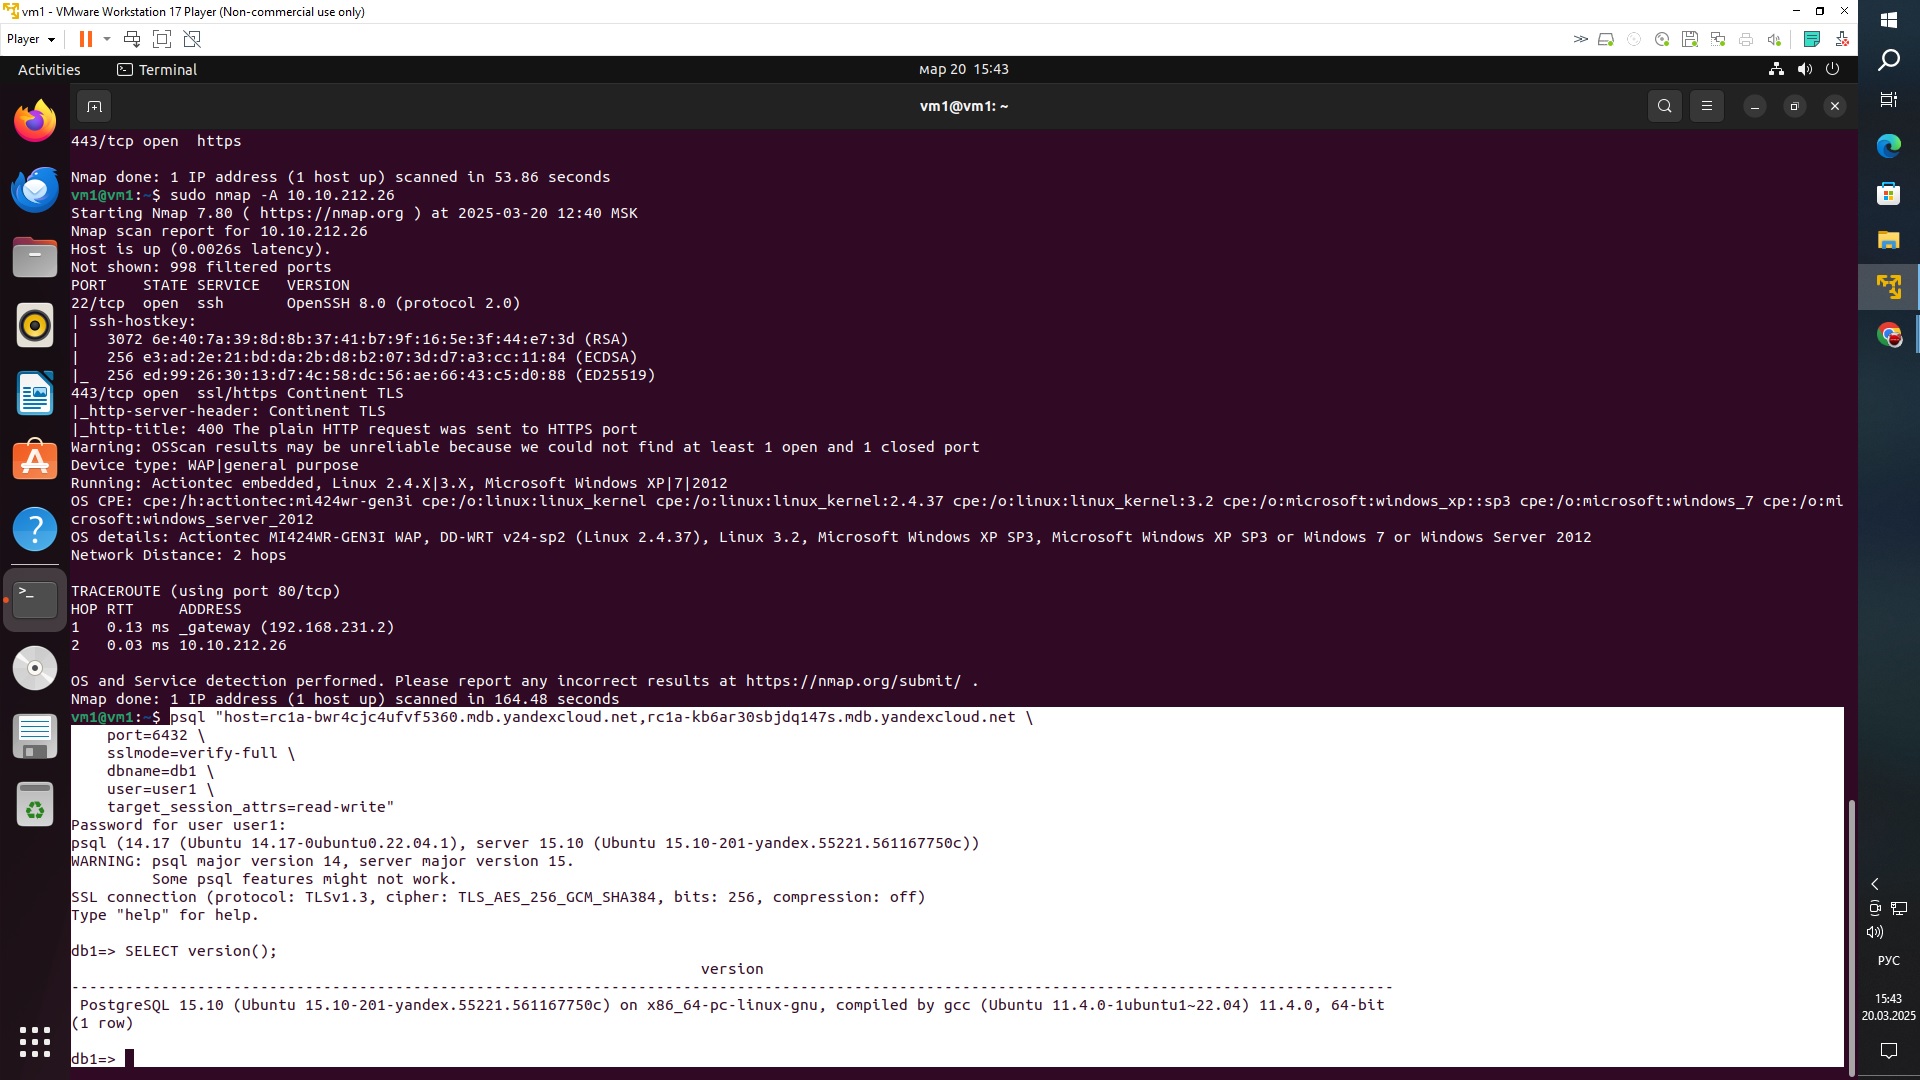 vm1 - VMware Workstation 17 Player (Non-commercial use only)
Player
Activities
Terminal
мар 20 15:43
vm1@vm1: ~
443/tcp open  https
Nmap done: 1 IP address (1 host up) scanned in 53.86 seconds
vm1@vm1:~$ sudo nmap -A 10.10.212.26
Starting Nmap 7.80 ( https://nmap.org ) at 2025-03-20 12:40 MSK
Nmap scan report for 10.10.212.26
Host is up (0.0026s latency).
Not shown: 998 filtered ports
PORT    STATE SERVICE   VERSION
22/tcp  open  ssh       OpenSSH 8.0 (protocol 2.0)
| ssh-hostkey:
|   3072 6e:40:7a:39:8d:8b:37:41:b7:9f:16:5e:3f:44:e7:3d (RSA)
|   256 e3:ad:2e:21:bd:da:2b:d8:b2:07:3d:d7:a3:cc:11:84 (ECDSA)
|_  256 ed:99:26:30:13:d7:4c:58:dc:56:ae:66:43:c5:d0:88 (ED25519)
443/tcp open  ssl/https Continent TLS
|_http-server-header: Continent TLS
|_http-title: 400 The plain HTTP request was sent to HTTPS port
Warning: OSScan results may be unreliable because we could not find at least 1 open and 1 closed port
Device type: WAP|general purpose
Running: Actiontec embedded, Linux 2.4.X|3.X, Microsoft Windows XP|7|2012
OS CPE: cpe:/h:actiontec:mi424wr-gen3i cpe:/o:linux:linux_kernel cpe:/o:linux:linux_kernel:2.4.37 cpe:/o:linux:linux_kernel:3.2 cpe:/o:microsoft:windows_xp::sp3 cpe:/o:microsoft:windows_7 cpe:/o:mi
crosoft:windows_server_2012
OS details: Actiontec MI424WR-GEN3I WAP, DD-WRT v24-sp2 (Linux 2.4.37), Linux 3.2, Microsoft Windows XP SP3, Microsoft Windows XP SP3 or Windows 7 or Windows Server 2012
Network Distance: 2 hops
TRACEROUTE (using port 80/tcp)
HOP RTT     ADDRESS
1   0.13 ms _gateway (192.168.231.2)
2   0.03 ms 10.10.212.26
OS and Service detection performed. Please report any incorrect results at https://nmap.org/submit/ .
Nmap done: 1 IP address (1 host up) scanned in 164.48 seconds
vm1@vm1:~$ psql "host=rc1a-bwr4cjc4ufvf5360.mdb.yandexcloud.net,rc1a-kb6ar30sbjdq147s.mdb.yandexcloud.net \
    port=6432 \
    sslmode=verify-full \
    dbname=db1 \
    user=user1 \
    target_session_attrs=read-write"
Password for user user1:
psql (14.17 (Ubuntu 14.17-0ubuntu0.22.04.1), server 15.10 (Ubuntu 15.10-201-yandex.55221.561167750c))
WARNING: psql major version 14, server major version 15.
         Some psql features might not work.
SSL connection (protocol: TLSv1.3, cipher: TLS_AES_256_GCM_SHA384, bits: 256, compression: off)
Type "help" for help.
db1=> SELECT version();
version
---------------------------------------------------------------------------------------------------------------------------------------------------
 PostgreSQL 15.10 (Ubuntu 15.10-201-yandex.55221.561167750c) on x86_64-pc-linux-gnu, compiled by gcc (Ubuntu 11.4.0-1ubuntu1~22.04) 11.4.0, 64-bit
(1 row)
db1=>
РУС
15:43
20.03.2025